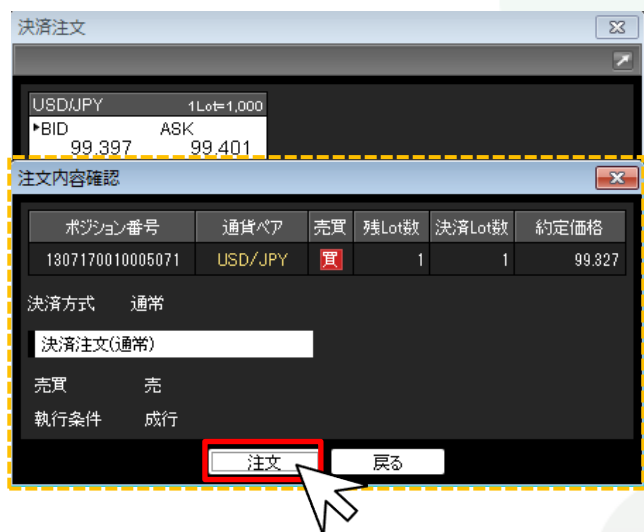 決済注文
USD/JPY 1Lot=1,000
▶BID ASK
99.397 99.401
注文内容確認
ポジション番号 通貨ペア 売買 残Lot数 決済Lot数 約定価格
1307170010005071 USD/JPY 買 1 1 99.327
決済方式 通常
決済注文(通常)
売買 売
執行条件 成行
注文 戻る